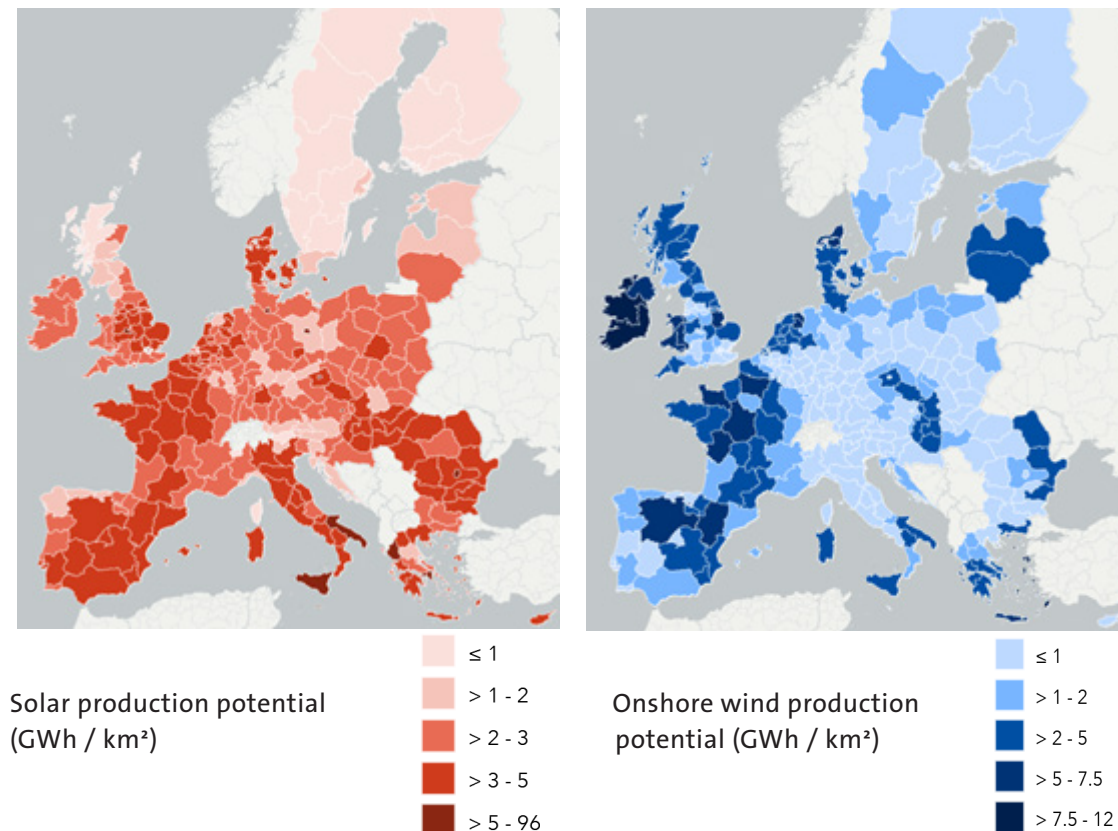 Solar production potential
(GWh / km²)
≤ 1
> 1 - 2
> 2 - 3
> 3 - 5
> 5 - 96
Onshore wind production
potential (GWh / km²)
≤ 1
> 1 - 2
> 2 - 5
> 5 - 7.5
> 7.5 - 12